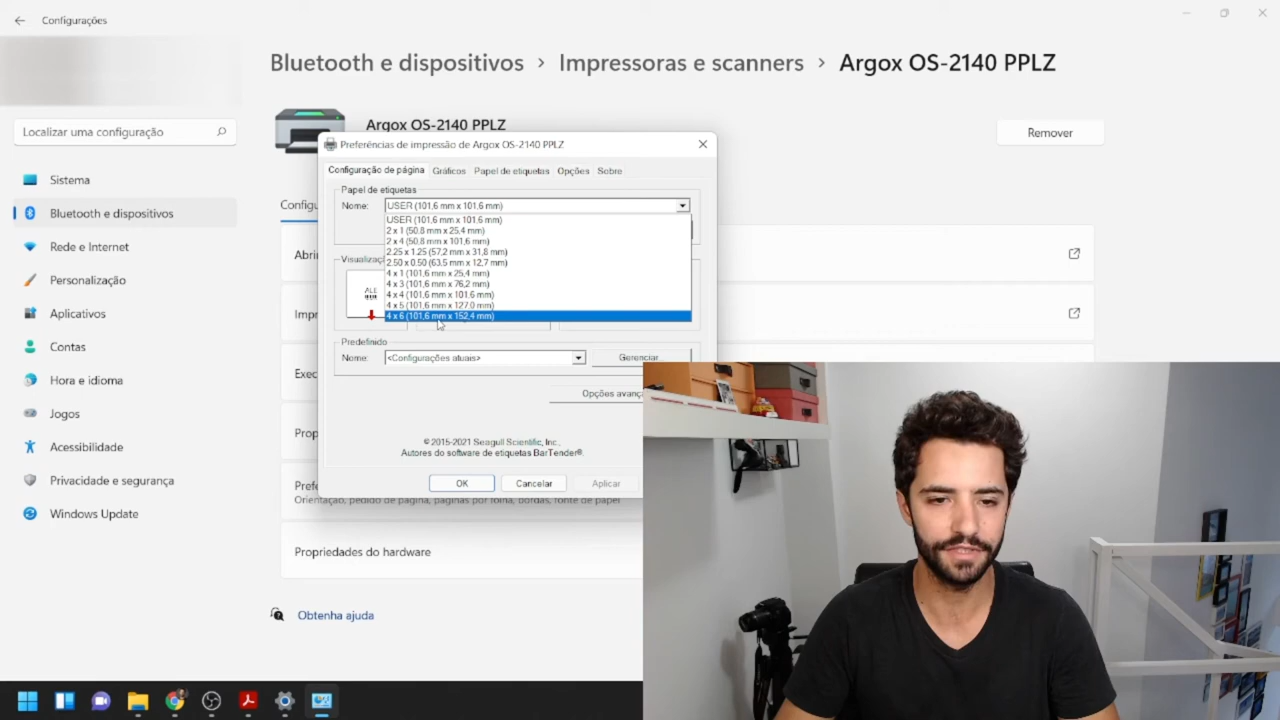 Configurações
Bluetooth e dispositivos › Impressoras e scanners › Argox OS-2140 PPLZ
Localizar uma configuração
Sistema
Bluetooth e dispositivos
Rede e Internet
Personalização
Aplicativos
Contas
Hora e idioma
Jogos
Acessibilidade
Privacidade e segurança
Windows Update
Argox OS-2140 PPLZ
Remover
Configu
Abri
Impr
Exec
Prop
Prefe
Orientação, pedido de página, páginas por folha, bordas, fonte de papel
Propriedades do hardware
Obtenha ajuda
Preferências de impressão de Argox OS-2140 PPLZ
Configuração de página Gráficos Papel de etiquetas Opções Sobre
Papel de etiquetas
Nome: USER (101,6 mm x 101,6 mm)
USER (101,6 mm x 101,6 mm)
2 x 1 (50,8 mm x 25,4 mm)
2 x 4 (50,8 mm x 101,6 mm)
2.25 x 1.25 (57,2 mm x 31,8 mm)
2.50 x 0.50 (63,5 mm x 12,7 mm)
4 x 1 (101,6 mm x 25,4 mm)
4 x 3 (101,6 mm x 76,2 mm)
4 x 4 (101,6 mm x 101,6 mm)
4 x 5 (101,6 mm x 127,0 mm)
4 x 6 (101,6 mm x 152,4 mm)
Visualizaç
Predefinido
Nome: <Configurações atuais> Gerenciar...
Opções avanç
© 2015-2021 Seagull Scientific, Inc.,
Autores do software de etiquetas BarTender®.
OK Cancelar Aplicar